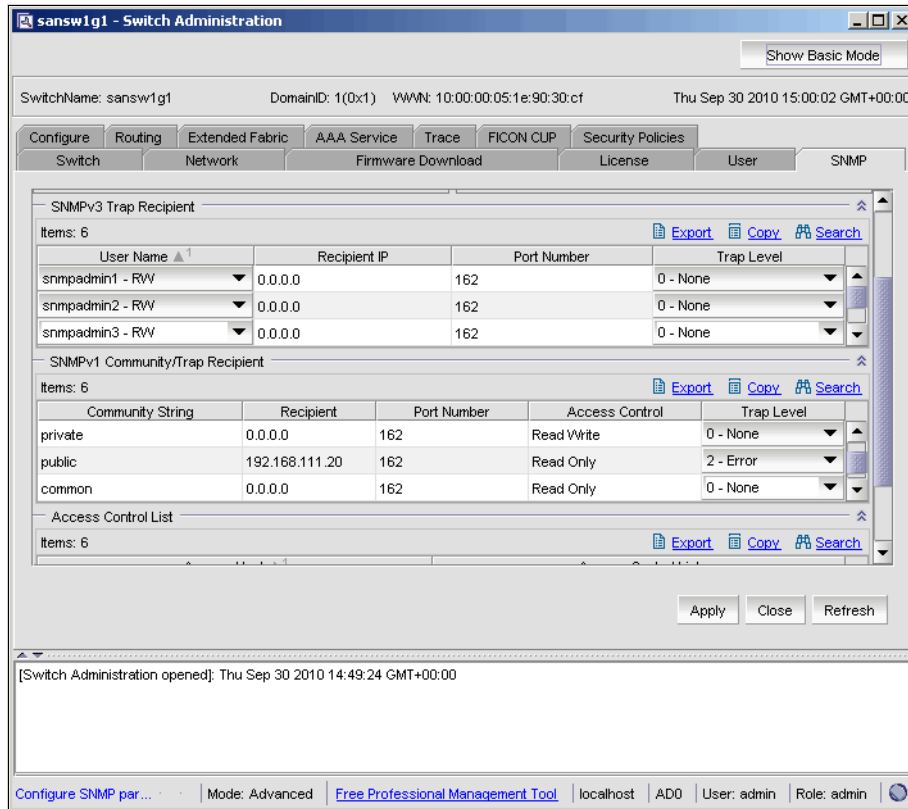 sansw1g1 - Switch Administration
Show Basic Mode
SwitchName: sansw1g1 DomainID: 1(0x1) WWN: 10:00:00:05:1e:90:30:cf Thu Sep 30 2010 15:00:02 GMT+00:00
Configure Routing Extended Fabric AAA Service Trace FICON CUP Security Policies
Switch Network Firmware Download License User SNMP
SNMPv3 Trap Recipient
Items: 6 Export Copy Search
User Name 1 Recipient IP Port Number Trap Level
snmpadmin1 - RW 0.0.0.0 162 0 - None
snmpadmin2 - RW 0.0.0.0 162 0 - None
snmpadmin3 - RW 0.0.0.0 162 0 - None
SNMPv1 Community/Trap Recipient
Items: 6 Export Copy Search
Community String Recipient Port Number Access Control Trap Level
private 0.0.0.0 162 Read Write 0 - None
public 192.168.111.20 162 Read Only 2 - Error
common 0.0.0.0 162 Read Only 0 - None
Access Control List
Items: 6 Export Copy Search
Apply Close Refresh
[Switch Administration opened]: Thu Sep 30 2010 14:49:24 GMT+00:00
Configure SNMP par... Mode: Advanced Free Professional Management Tool localhost AD0 User: admin Role: admin